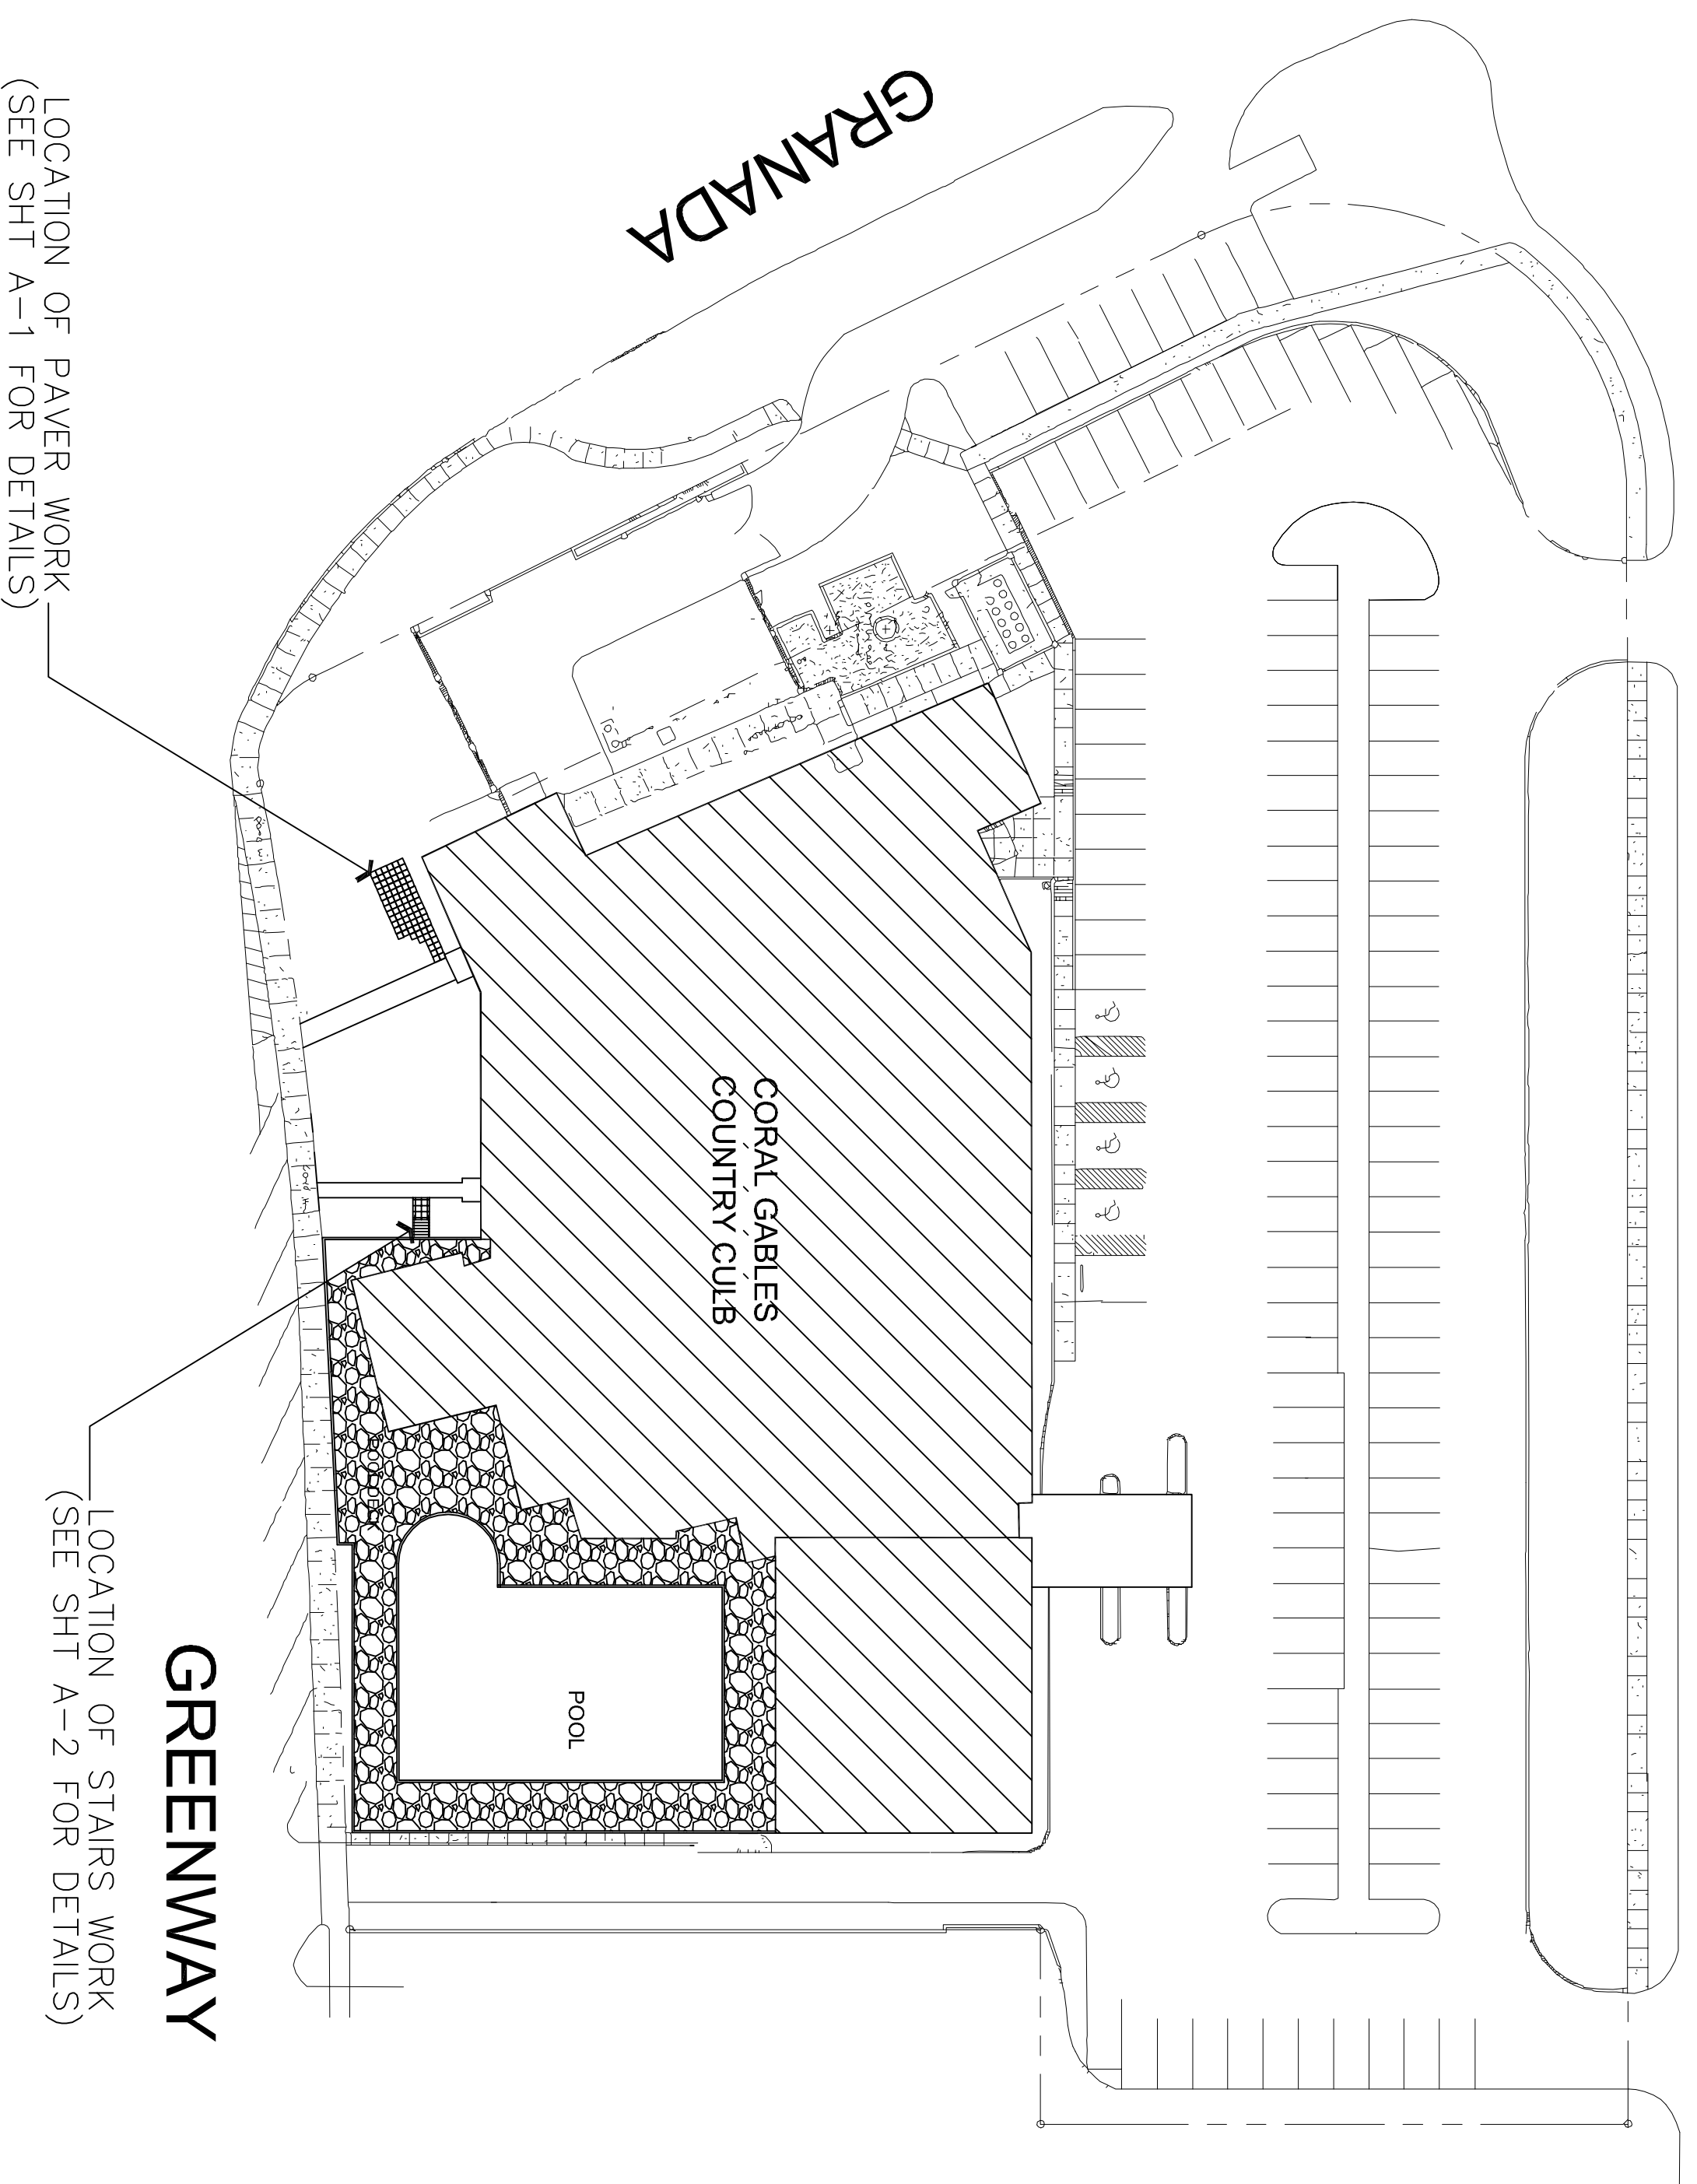 GRANADA
CORAL GABLES
COUNTRY CULB
POOL
LOCATION OF PAVER WORK
(SEE SHT A-1 FOR DETAILS)
LOCATION OF STAIRS WORK
(SEE SHT A-2 FOR DETAILS)
GREENWAY